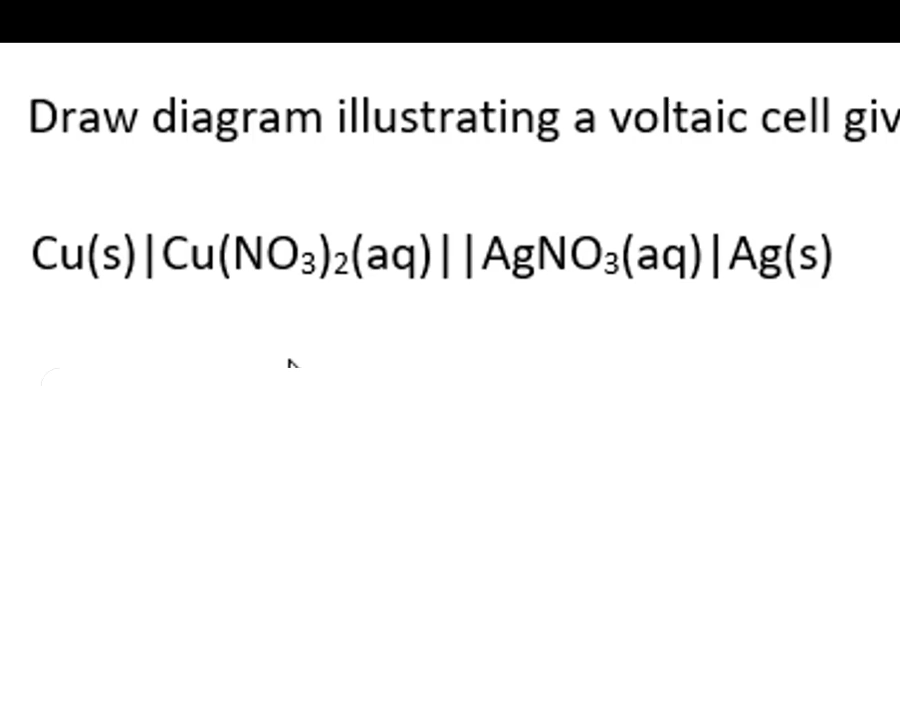 Draw diagram illustrating a voltaic cell giv
Cu(s)|Cu(NO₃)₂(aq)||AgNO₃(aq)|Ag(s)